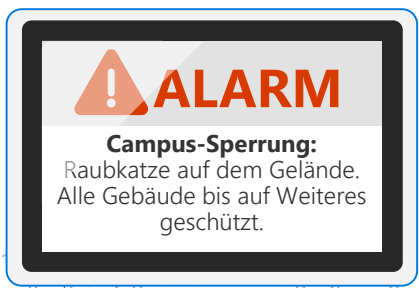 ALARM
Campus-Sperrung:
Raubkatze auf dem Gelände.
Alle Gebäude bis auf Weiteres
geschützt.